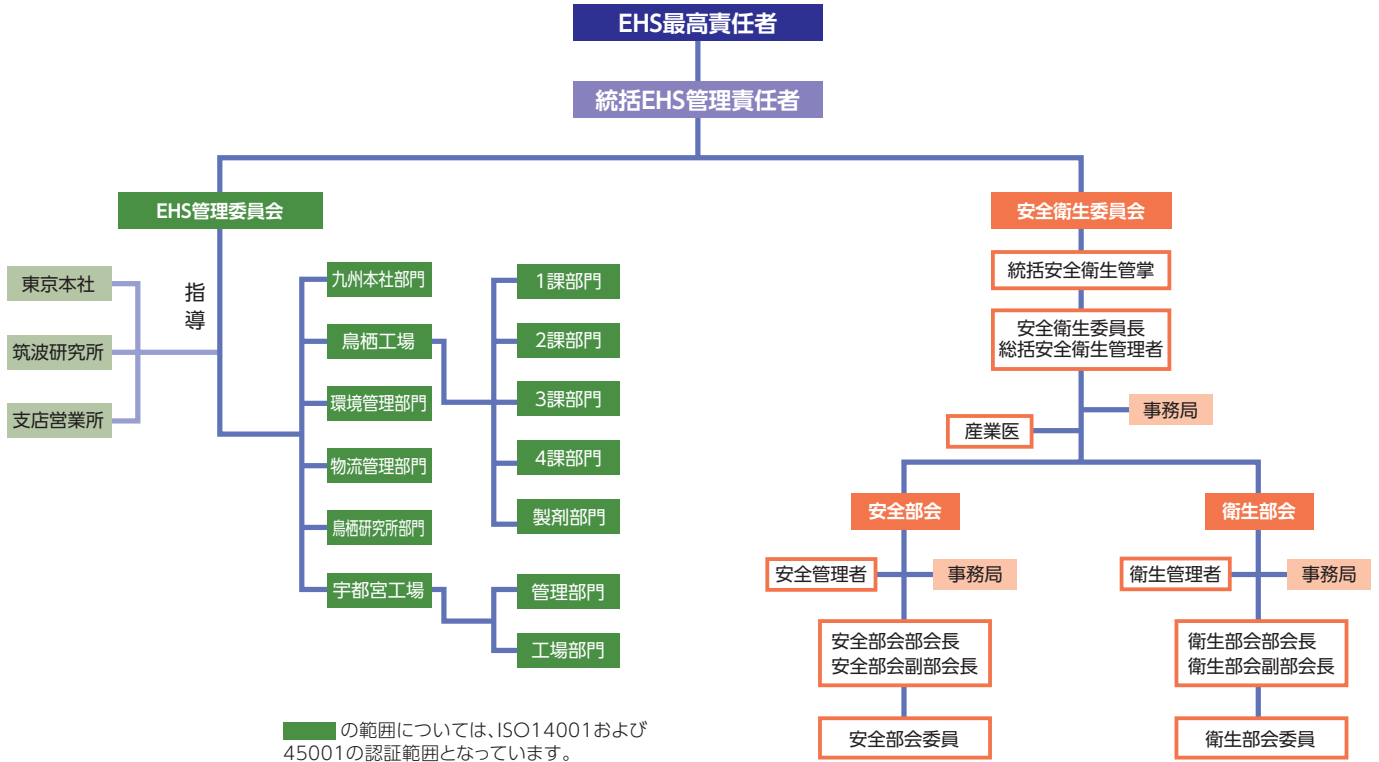 EHS最高責任者
統括EHS管理責任者
EHS管理委員会
東京本社
筑波研究所
支店営業所
指導
九州本社部門
鳥栖工場
環境管理部門
物流管理部門
鳥栖研究所部門
宇都宮工場
1課部門
2課部門
3課部門
4課部門
製剤部門
管理部門
工場部門
の範囲については、ISO14001および
45001の認証範囲となっています。
安全衛生委員会
統括安全衛生管掌
安全衛生委員長
総括安全衛生管理者
事務局
産業医
安全部会
安全管理者
事務局
安全部会部会長
安全部会副部会長
安全部会委員
衛生部会
衛生管理者
事務局
衛生部会部会長
衛生部会副部会長
衛生部会委員